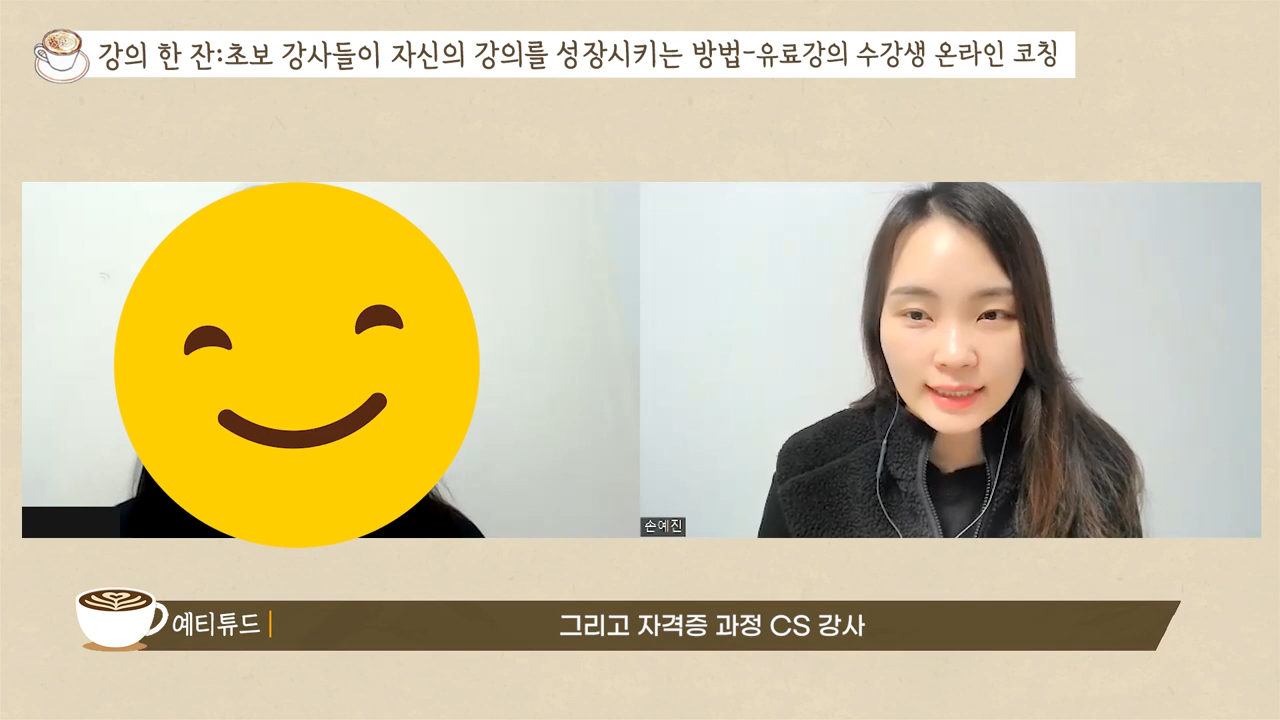 강의 한 잔:초보 강사들이 자신의 강의를 성장시키는 방법-유료강의 수강생 온라인 코칭
손예진
예티튜드 그리고 자격증 과정 CS 강사